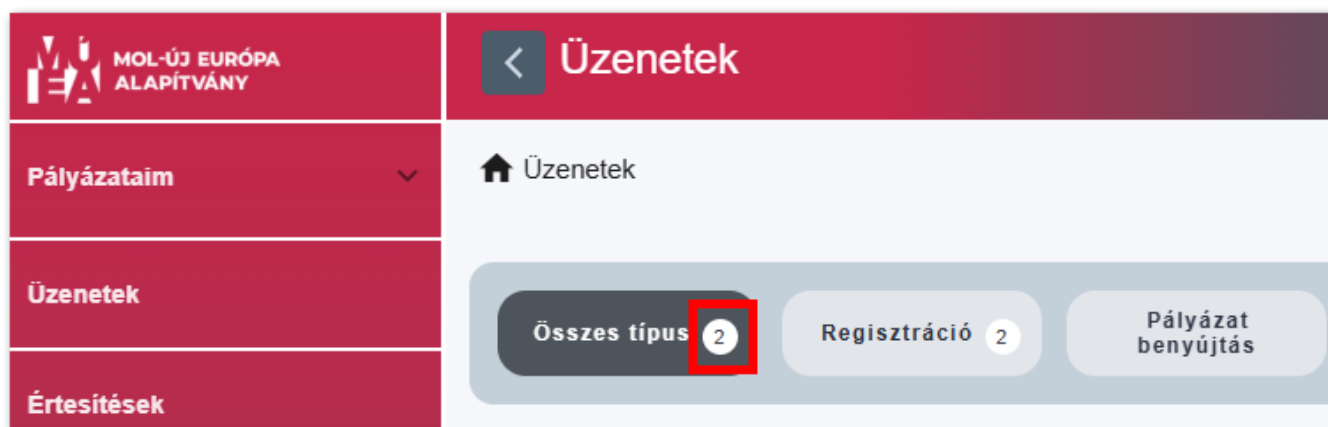 MOL-ÚJ EURÓPA
ALAPÍTVÁNY
Üzenetek
Pályázataim
Üzenetek
Értesítések
Üzenetek
Összes típus 2
Regisztráció 2
Pályázat
benyújtás